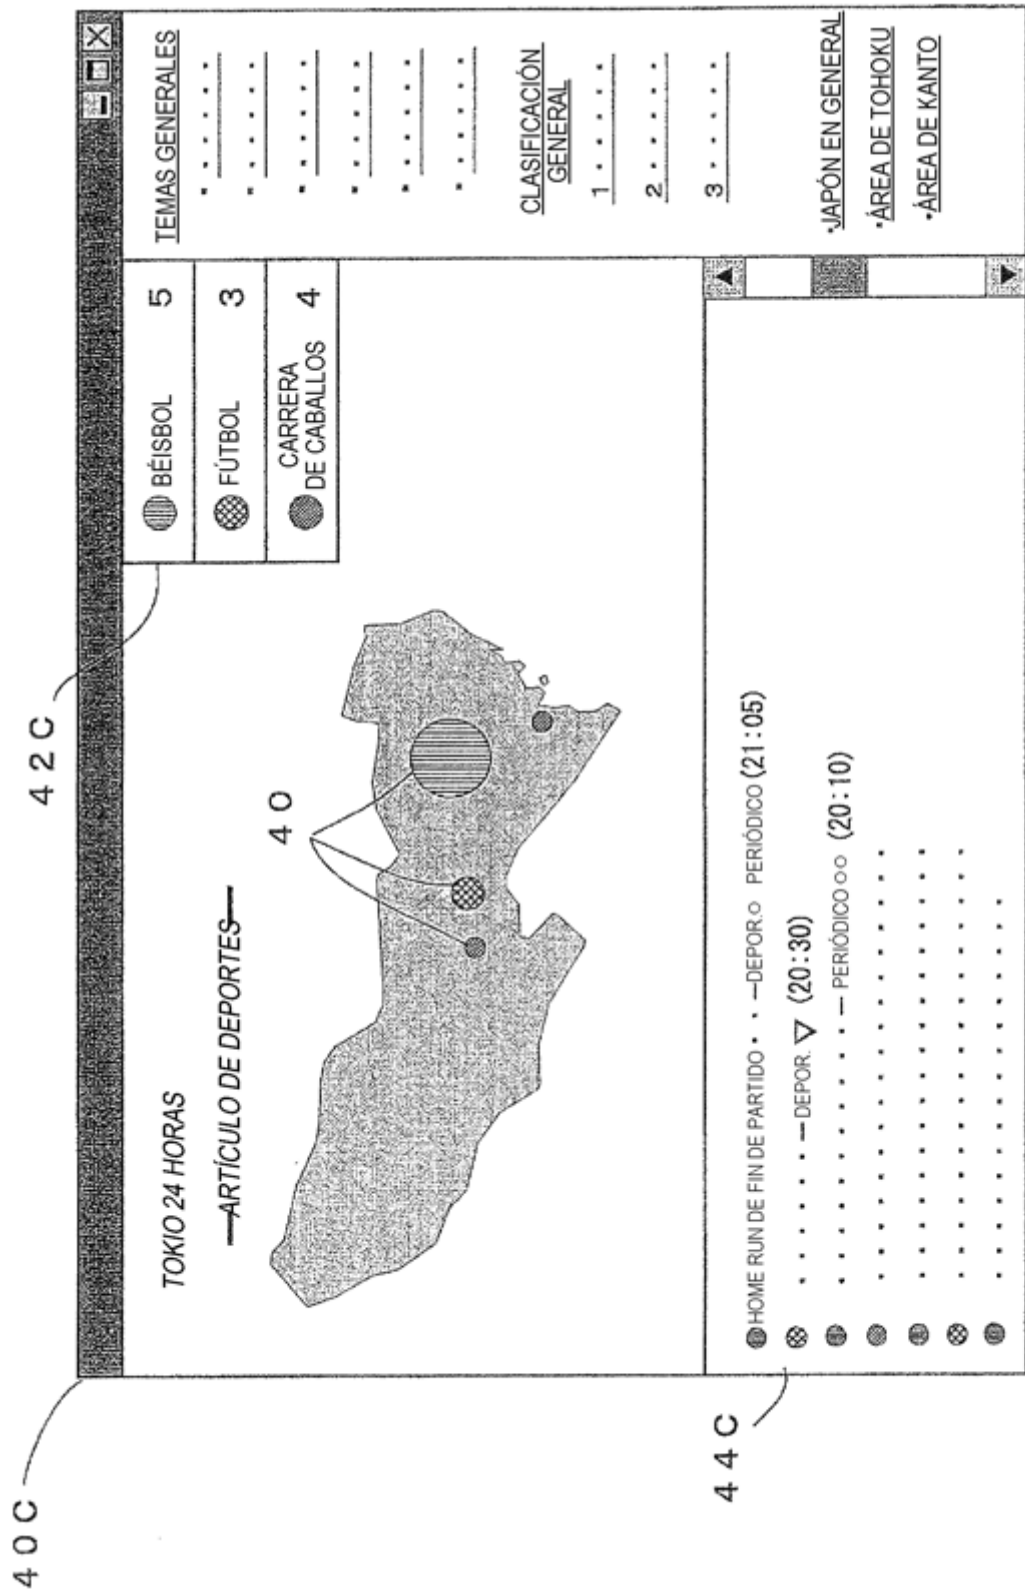 40C
42C
TOKIO 24 HORAS
—ARTÍCULO DE DEPORTES—
40
BÉISBOL 5
FÚTBOL 3
CARRERA
DE CABALLOS 4
TEMAS GENERALES
CLASIFICACIÓN
GENERAL
1 . . . . .
2 . . . . .
3 . . . . .
·JAPÓN EN GENERAL
·ÁREA DE TOHOKU
·ÁREA DE KANTO
44C
HOME RUN DE FIN DE PARTIDO · · —DEPOR.○ PERIÓDICO (21:05)
. . . . . —DEPOR. ▽ (20:30)
. . . . . . . . . . — PERIÓDICO ○○ (20:10)